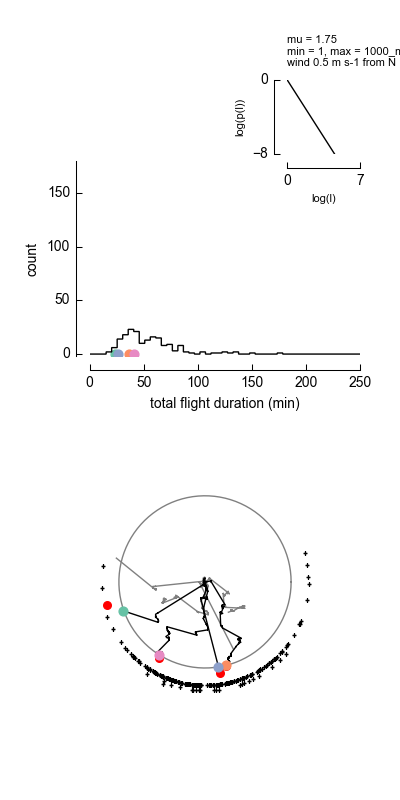 mu = 1.75
min = 1, max = 1000_m
wind 0.5 m s-1 from N
0
−8
log(p(l))
0
7
log(l)
150
100
50
0
count
0
50
100
150
200
250
total flight duration (min)